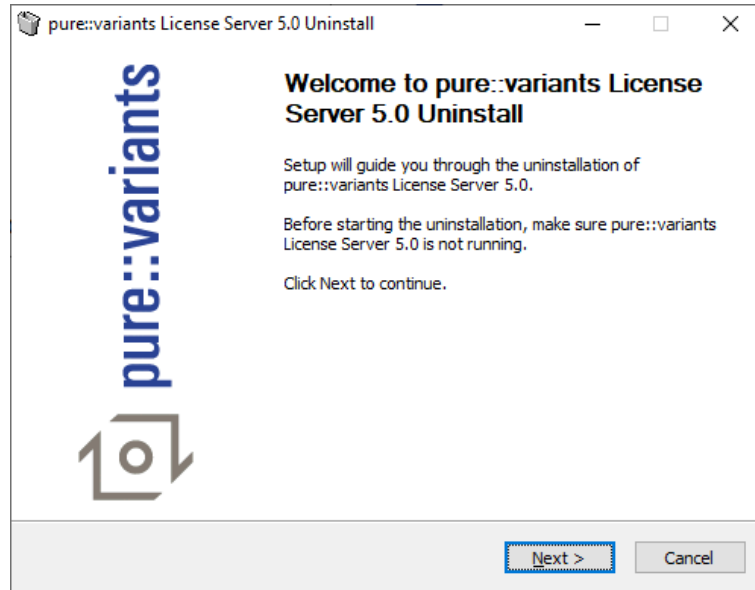 pure::variants License Server 5.0 Uninstall
pure::variants
Welcome to pure::variants License
Server 5.0 Uninstall
Setup will guide you through the uninstallation of
pure::variants License Server 5.0.
Before starting the uninstallation, make sure pure::variants
License Server 5.0 is not running.
Click Next to continue.
Next >
Cancel